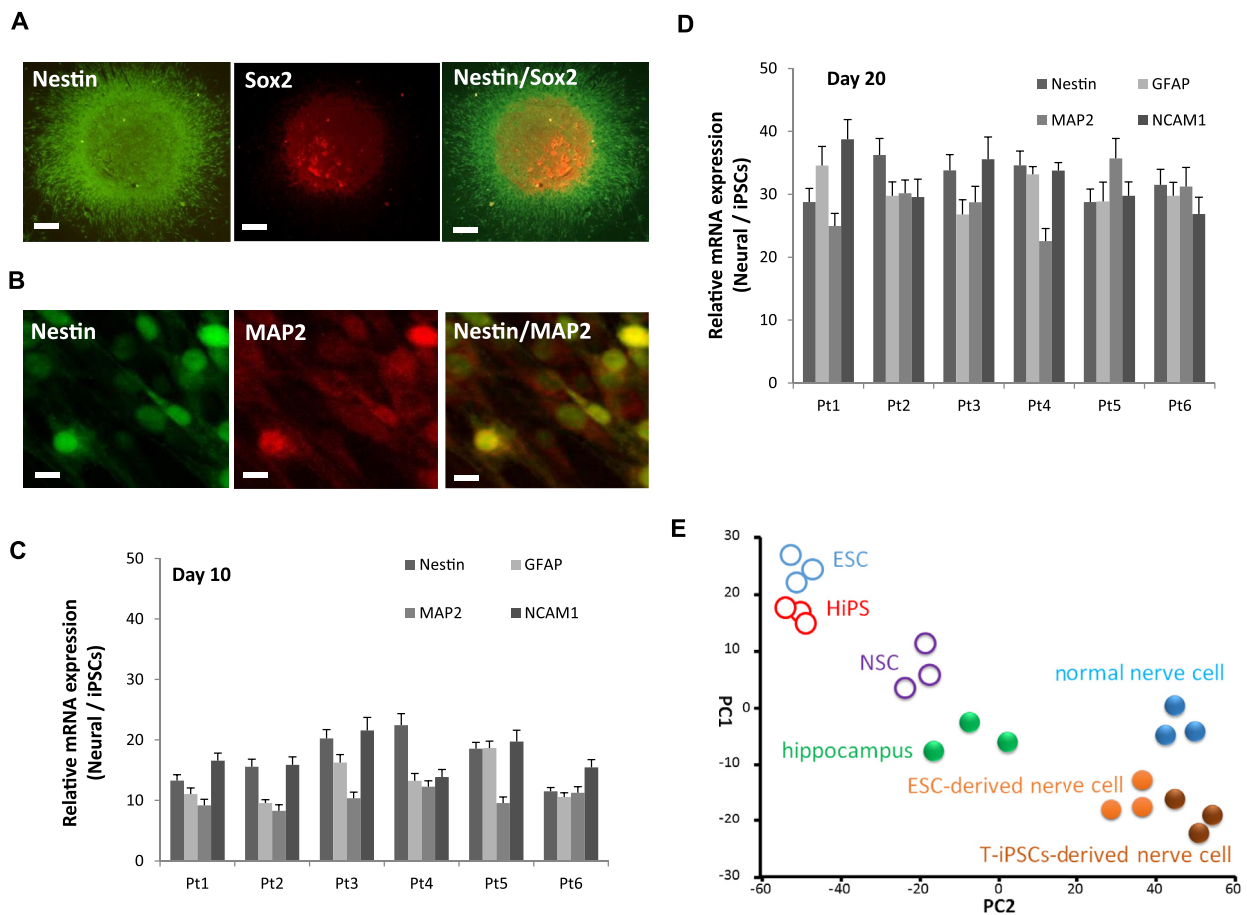 A
Nestin
Sox2
Nestin/Sox2
B
Nestin
MAP2
Nestin/MAP2
C
Day 10
Nestin
GFAP
MAP2
NCAM1
Relative mRNA expression
(Neural / iPSCs)
50
40
30
20
10
0
Pt1
Pt2
Pt3
Pt4
Pt5
Pt6
D
Day 20
Nestin
GFAP
MAP2
NCAM1
Relative mRNA expression
(Neural / iPSCs)
50
40
30
20
10
0
Pt1
Pt2
Pt3
Pt4
Pt5
Pt6
E
30
20
10
0
-10
-20
-30
PC1
ESC
HiPS
NSC
normal nerve cell
hippocampus
ESC-derived nerve cell
T-iPSCs-derived nerve cell
-60
-40
-20
0
20
40
60
PC2